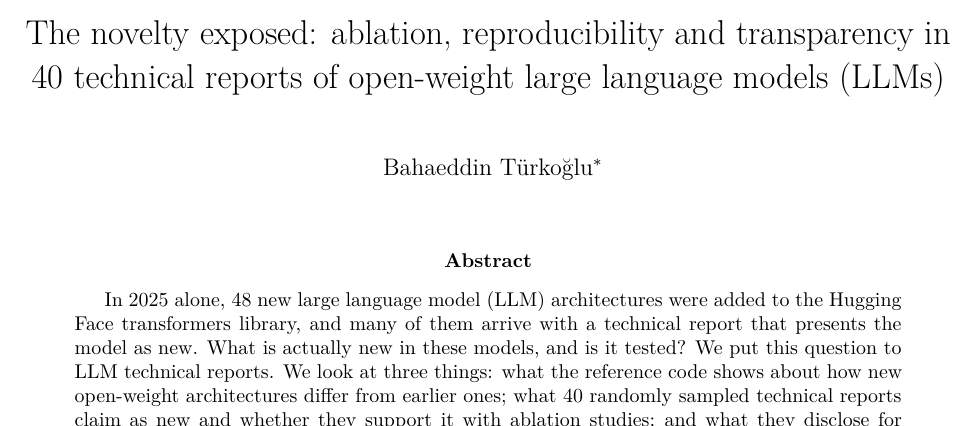 The novelty exposed: ablation, reproducibility and transparency in
40 technical reports of open-weight large language models (LLMs)
Bahaeddin Türkoğlu*
Abstract
In 2025 alone, 48 new large language model (LLM) architectures were added to the Hugging
Face transformers library, and many of them arrive with a technical report that presents the
model as new. What is actually new in these models, and is it tested? We put this question to
LLM technical reports. We look at three things: what the reference code shows about how new
open-weight architectures differ from earlier ones; what 40 randomly sampled technical reports
claim as new and whether they support it with ablation studies; and what they disclose for